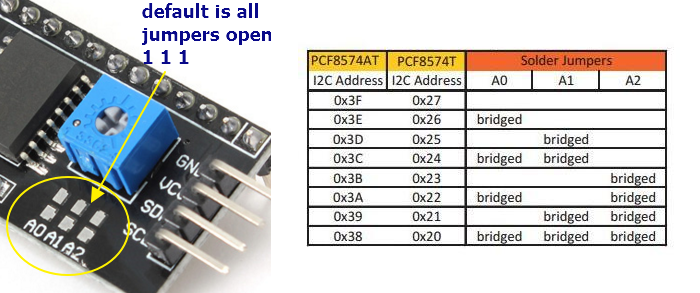 default is all
jumpers open
1 1 1
GND
VCC
SD
SC
A0 A1 A2
PCF8574AT PCF8574T Solder Jumpers
I2C Address I2C Address A0 A1 A2
0x3F 0x27
0x3E 0x26 bridged
0x3D 0x25 bridged
0x3C 0x24 bridged bridged
0x3B 0x23 bridged
0x3A 0x22 bridged bridged
0x39 0x21 bridged bridged
0x38 0x20 bridged bridged bridged